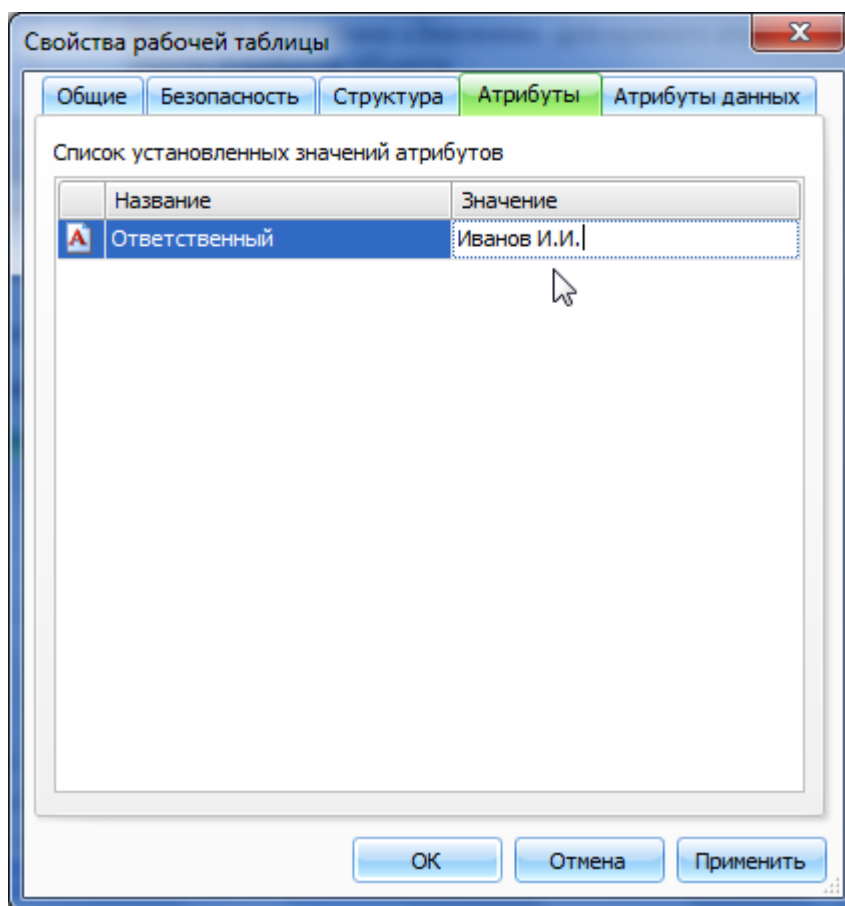 Свойства рабочей таблицы
Общие Безопасность Структура Атрибуты Атрибуты данных
Список установленных значений атрибутов
Название Значение
A Ответственный Иванов И.И.
ОК Отмена Применить